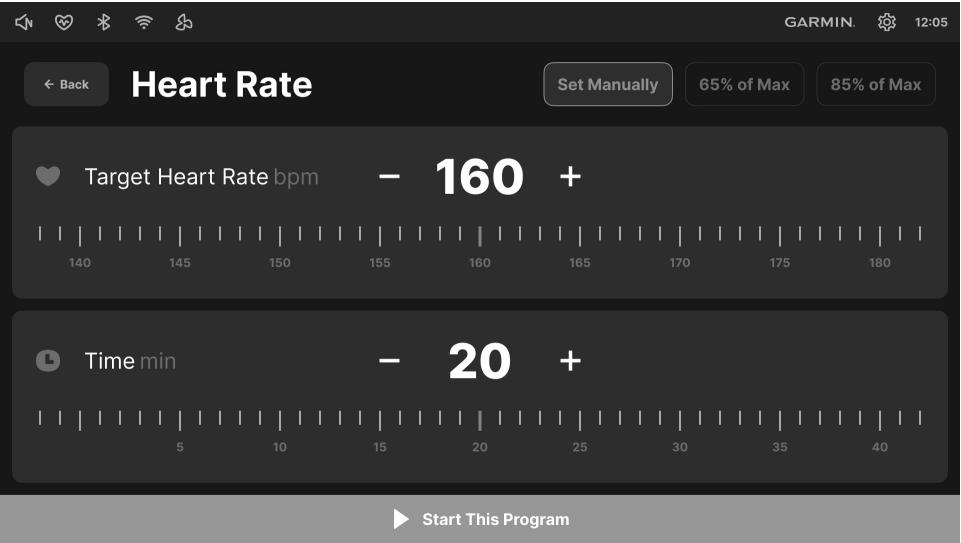 GARMIN. 12:05
← Back Heart Rate Set Manually 65% of Max 85% of Max
Target Heart Rate bpm − 160 +
140 145 150 155 160 165 170 175 180
Time min − 20 +
5 10 15 20 25 30 35 40
Start This Program